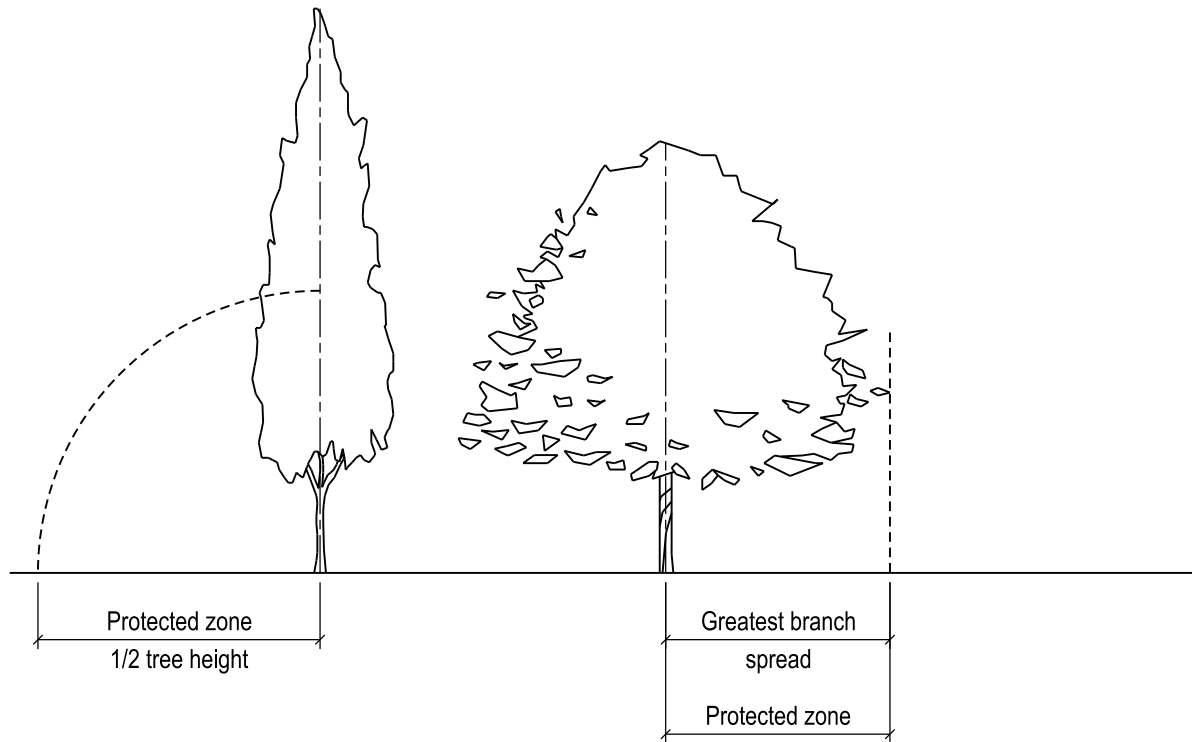 Protected zone
1/2 tree height
Greatest branch
spread
Protected zone